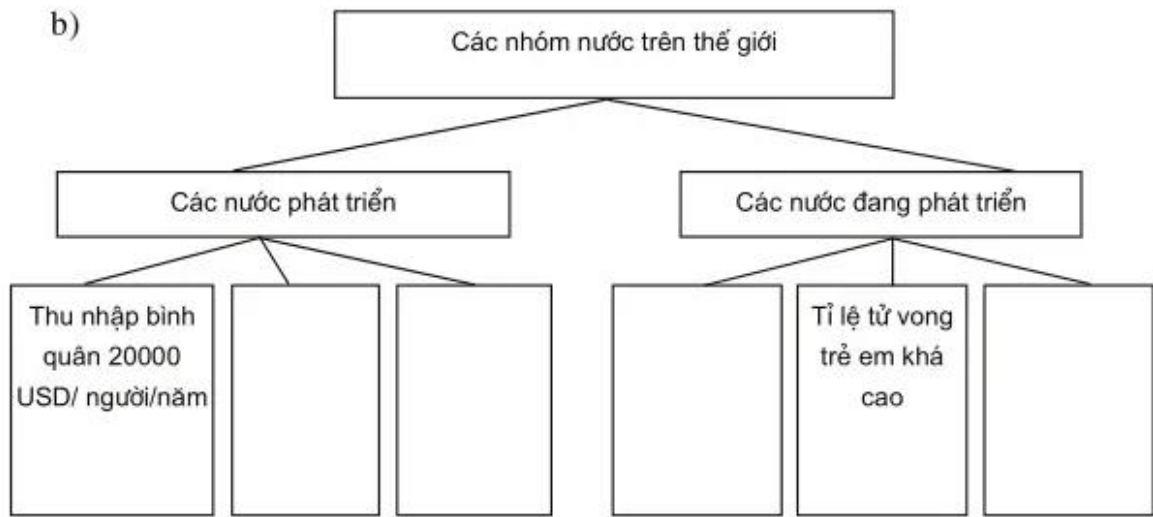 b)
Các nhóm nước trên thế giới
Các nước phát triển
Các nước đang phát triển
Thu nhập bình
quân 20000
USD/ người/năm
Tỉ lệ tử vong
trẻ em khá
cao